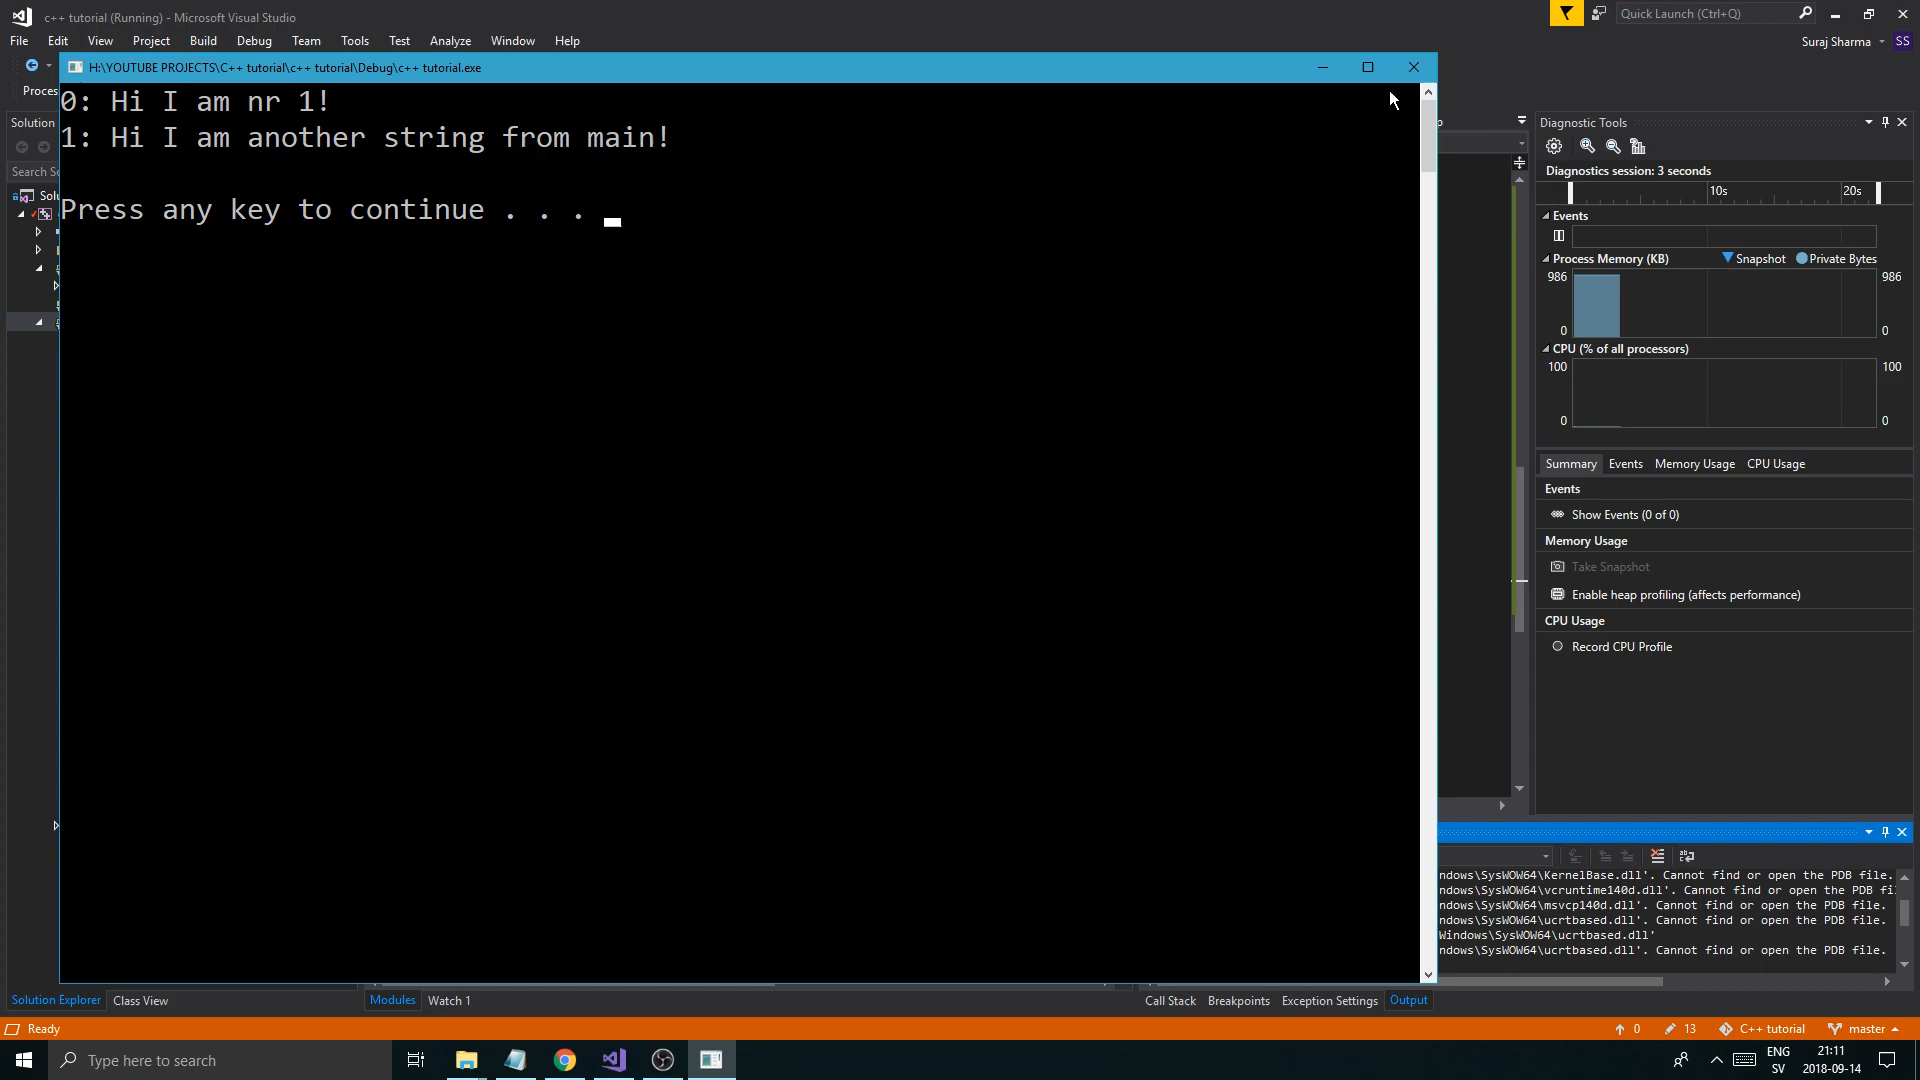 c++ tutorial (Running) - Microsoft Visual Studio
Quick Launch (Ctrl+Q)
File Edit View Project Build Debug Team Tools Test Analyze Window Help
Suraj Sharma SS
H:\YOUTUBE PROJECTS\C++ tutorial\c++ tutorial\Debug\c++ tutorial.exe
Proces
0: Hi I am nr 1!
1: Hi I am another string from main!
Press any key to continue . . .
Solution
Search So
Solu
Diagnostic Tools
Diagnostics session: 3 seconds
10s 20s
Events
Process Memory (KB) Snapshot Private Bytes
986 986
0 0
CPU (% of all processors)
100 100
0 0
Summary Events Memory Usage CPU Usage
Events
Show Events (0 of 0)
Memory Usage
Take Snapshot
Enable heap profiling (affects performance)
CPU Usage
Record CPU Profile
ndows\SysWOW64\KernelBase.dll'. Cannot find or open the PDB file.
ndows\SysWOW64\vcruntime140d.dll'. Cannot find or open the PDB fi
ndows\SysWOW64\msvcp140d.dll'. Cannot find or open the PDB file.
ndows\SysWOW64\ucrtbased.dll'. Cannot find or open the PDB file.
Windows\SysWOW64\ucrtbased.dll'
ndows\SysWOW64\ucrtbased.dll'. Cannot find or open the PDB file.
Solution Explorer Class View Modules Watch 1 Call Stack Breakpoints Exception Settings Output
Ready 0 13 C++ tutorial master
Type here to search
ENG 21:11
SV 2018-09-14